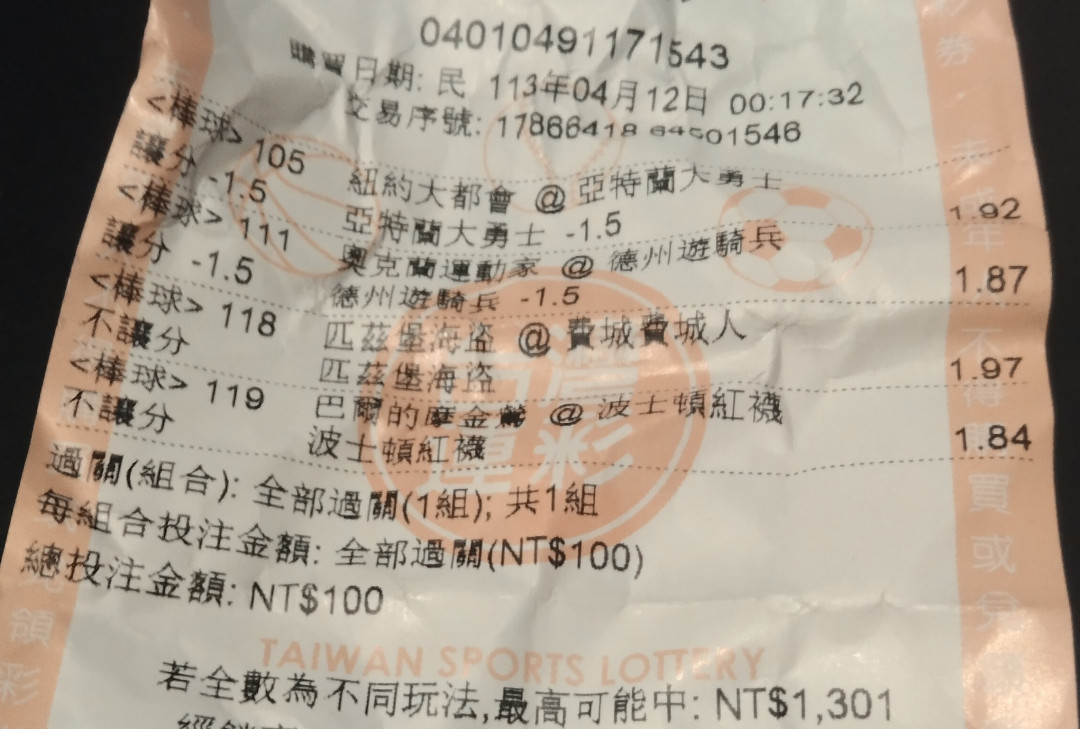 04010491171543
購買日期: 民 113年04月12日 00:17:32
交易序號: 17866418 64501546
<棒球> 105 紐約大都會 @ 亞特蘭大勇士
讓分 -1.5 亞特蘭大勇士 -1.5 1.92
<棒球> 111 奧克蘭運動家 @ 德州遊騎兵
讓分 -1.5 德州遊騎兵 -1.5 1.87
<棒球> 118 匹茲堡海盜 @ 費城費城人
不讓分 匹茲堡海盜 1.97
<棒球> 119 巴爾的摩金鶯 @ 波士頓紅襪
不讓分 波士頓紅襪 1.84
過關(組合): 全部過關(1組); 共1組
每組合投注金額: 全部過關(NT$100)
總投注金額: NT$100
TAIWAN SPORTS LOTTERY
若全數為不同玩法,最高可能中: NT$1,301
台灣
運彩